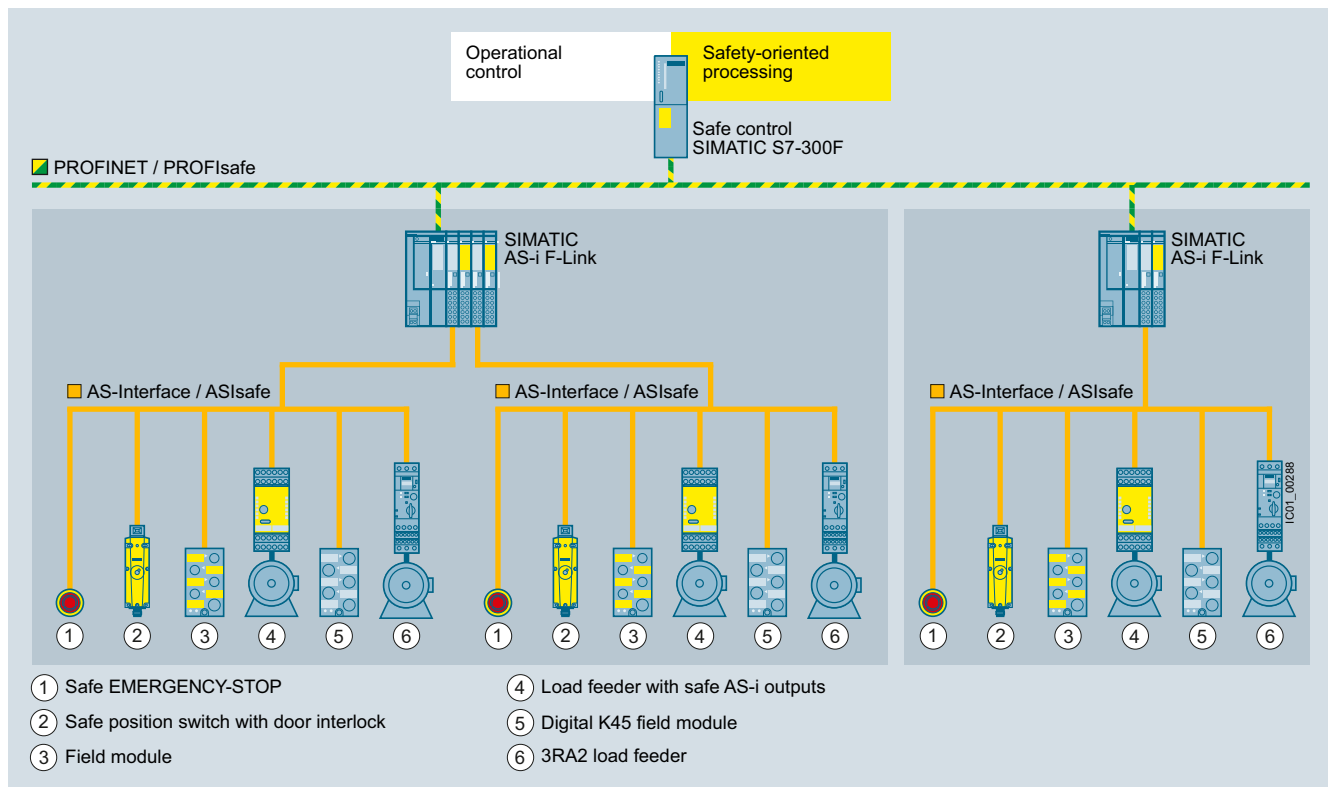 Operational
control
Safety-oriented
processing
Safe control
SIMATIC S7-300F
PROFINET / PROFIsafe
SIMATIC
AS-i F-Link
SIMATIC
AS-i F-Link
AS-Interface / ASIsafe
AS-Interface / ASIsafe
AS-Interface / ASIsafe
IC01_00288
1 2 3 4 5 6
1 2 3 4 5 6
1 2 3 4 5 6
1 Safe EMERGENCY-STOP
2 Safe position switch with door interlock
3 Field module
4 Load feeder with safe AS-i outputs
5 Digital K45 field module
6 3RA2 load feeder